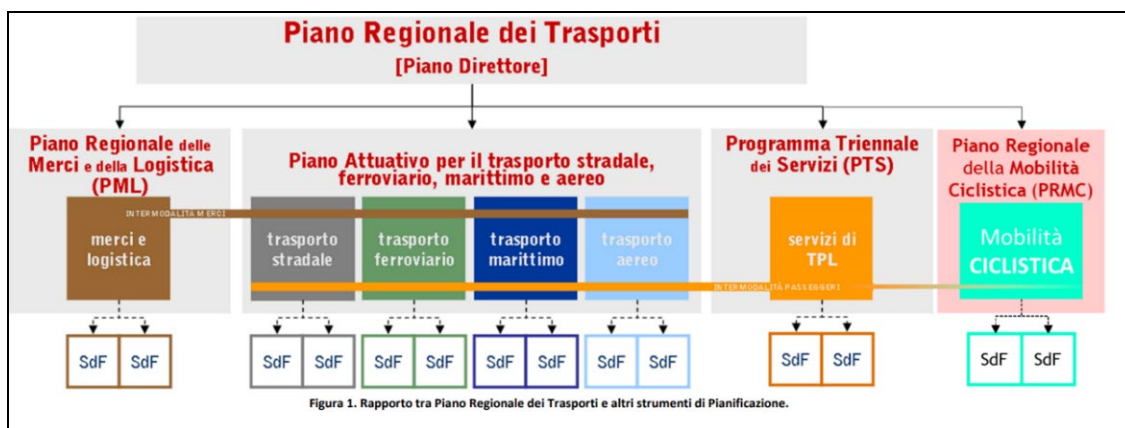 Piano Regionale dei Trasporti
[Piano Direttore]
Piano Regionale delle
Merci e della Logistica
(PML)
Piano Attuativo per il trasporto stradale,
ferroviario, marittimo e aereo
Programma Triennale
dei Servizi (PTS)
Piano Regionale
della Mobilità
Ciclistica (PRMC)
INTERMODALITÀ MERCI
merci e
logistica
trasporto
stradale
trasporto
ferroviario
trasporto
marittimo
trasporto
aereo
servizi di
TPL
Mobilità
CICLISTICA
INTERMODALITÀ PASSEGGERI
SdF SdF SdF SdF SdF SdF SdF SdF SdF SdF SdF SdF SdF SdF
Figura 1. Rapporto tra Piano Regionale dei Trasporti e altri strumenti di Pianificazione.